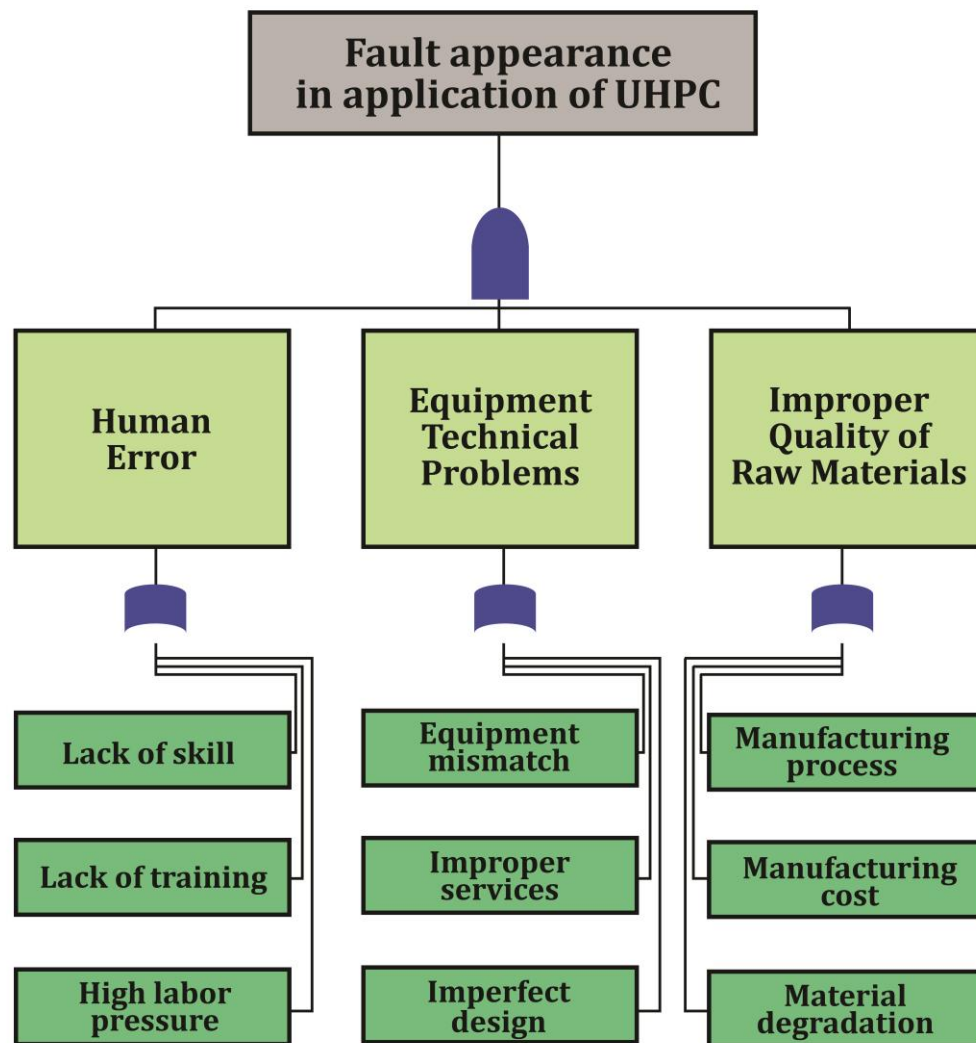 Fault appearance
in application of UHPC
Human
Error
Equipment
Technical
Problems
Improper
Quality of
Raw Materials
Lack of skill
Lack of training
High labor
pressure
Equipment
mismatch
Improper
services
Imperfect
design
Manufacturing
process
Manufacturing
cost
Material
degradation